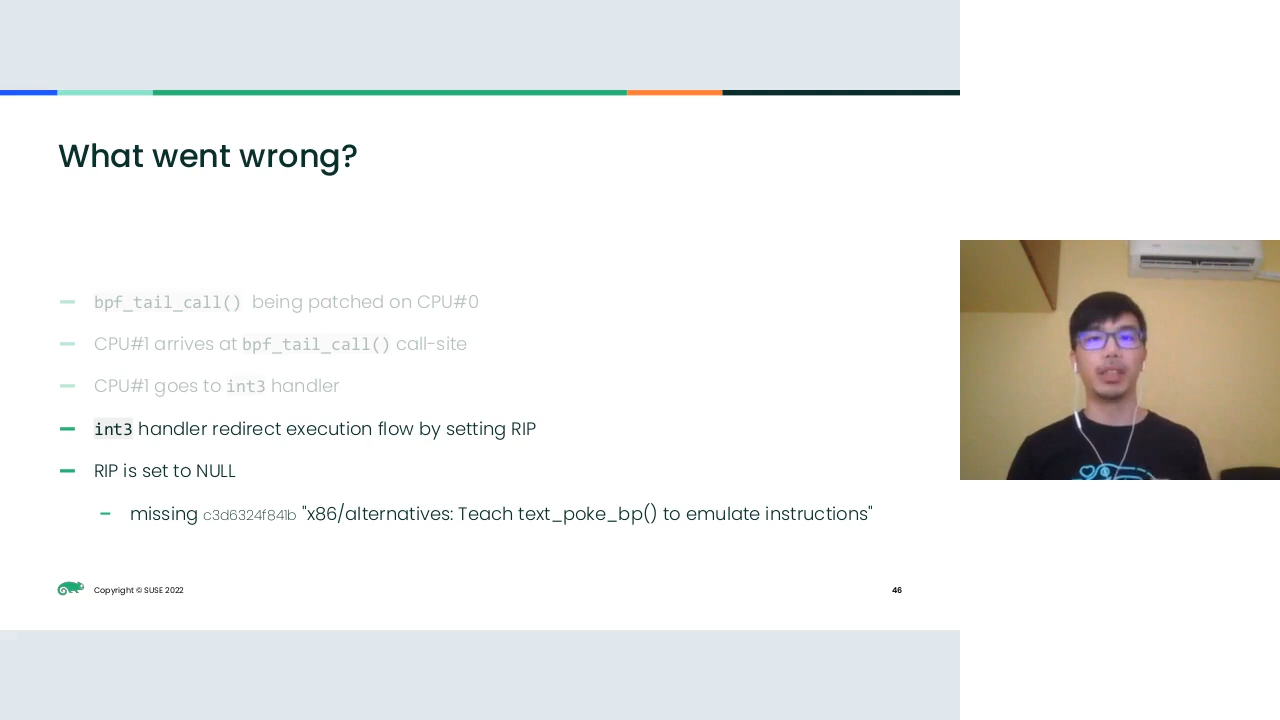 What went wrong?
bpf_tail_call() being patched on CPU#0
CPU#1 arrives at bpf_tail_call() call-site
CPU#1 goes to int3 handler
int3 handler redirect execution flow by setting RIP
RIP is set to NULL
missing c3d6324f841b "x86/alternatives: Teach text_poke_bp() to emulate instructions"
Copyright © SUSE 2022
46